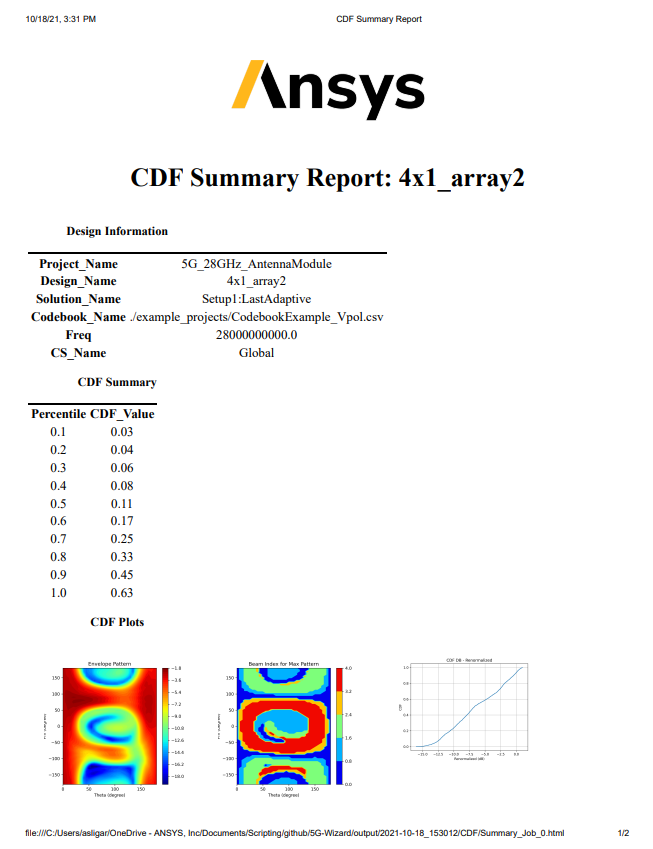 10/18/21, 3:31 PM CDF Summary Report
Ansys
CDF Summary Report: 4x1_array2
Design Information
Project_Name 5G_28GHz_AntennaModule
Design_Name 4x1_array2
Solution_Name Setup1:LastAdaptive
Codebook_Name ./example_projects/CodebookExample_Vpol.csv
Freq 28000000000.0
CS_Name Global
CDF Summary
Percentile CDF_Value
0.1 0.03
0.2 0.04
0.3 0.06
0.4 0.08
0.5 0.11
0.6 0.17
0.7 0.25
0.8 0.33
0.9 0.45
1.0 0.63
CDF Plots
Envelope Pattern
150
100
50
0
−50
−100
−150
0 50 100 150
Theta (degree)
−1.8
−3.6
−5.4
−7.2
−9.0
−10.8
−12.6
−14.4
−16.2
−18.0
Beam Index for Max Pattern
150
100
50
0
−50
−100
−150
0 50 100 150
Theta (degree)
4.0
3.2
2.4
1.6
0.8
0.0
CDF DB - Renormalized
1.0
0.8
0.6
0.4
0.2
0.0
CDF
−15.0 −12.5 −10.0 −7.5 −5.0 −2.5 0.0
Renormalized (dB)
file:///C:/Users/asligar/OneDrive - ANSYS, Inc/Documents/Scripting/github/5G-Wizard/output/2021-10-18_153012/CDF/Summary_Job_0.html 1/2